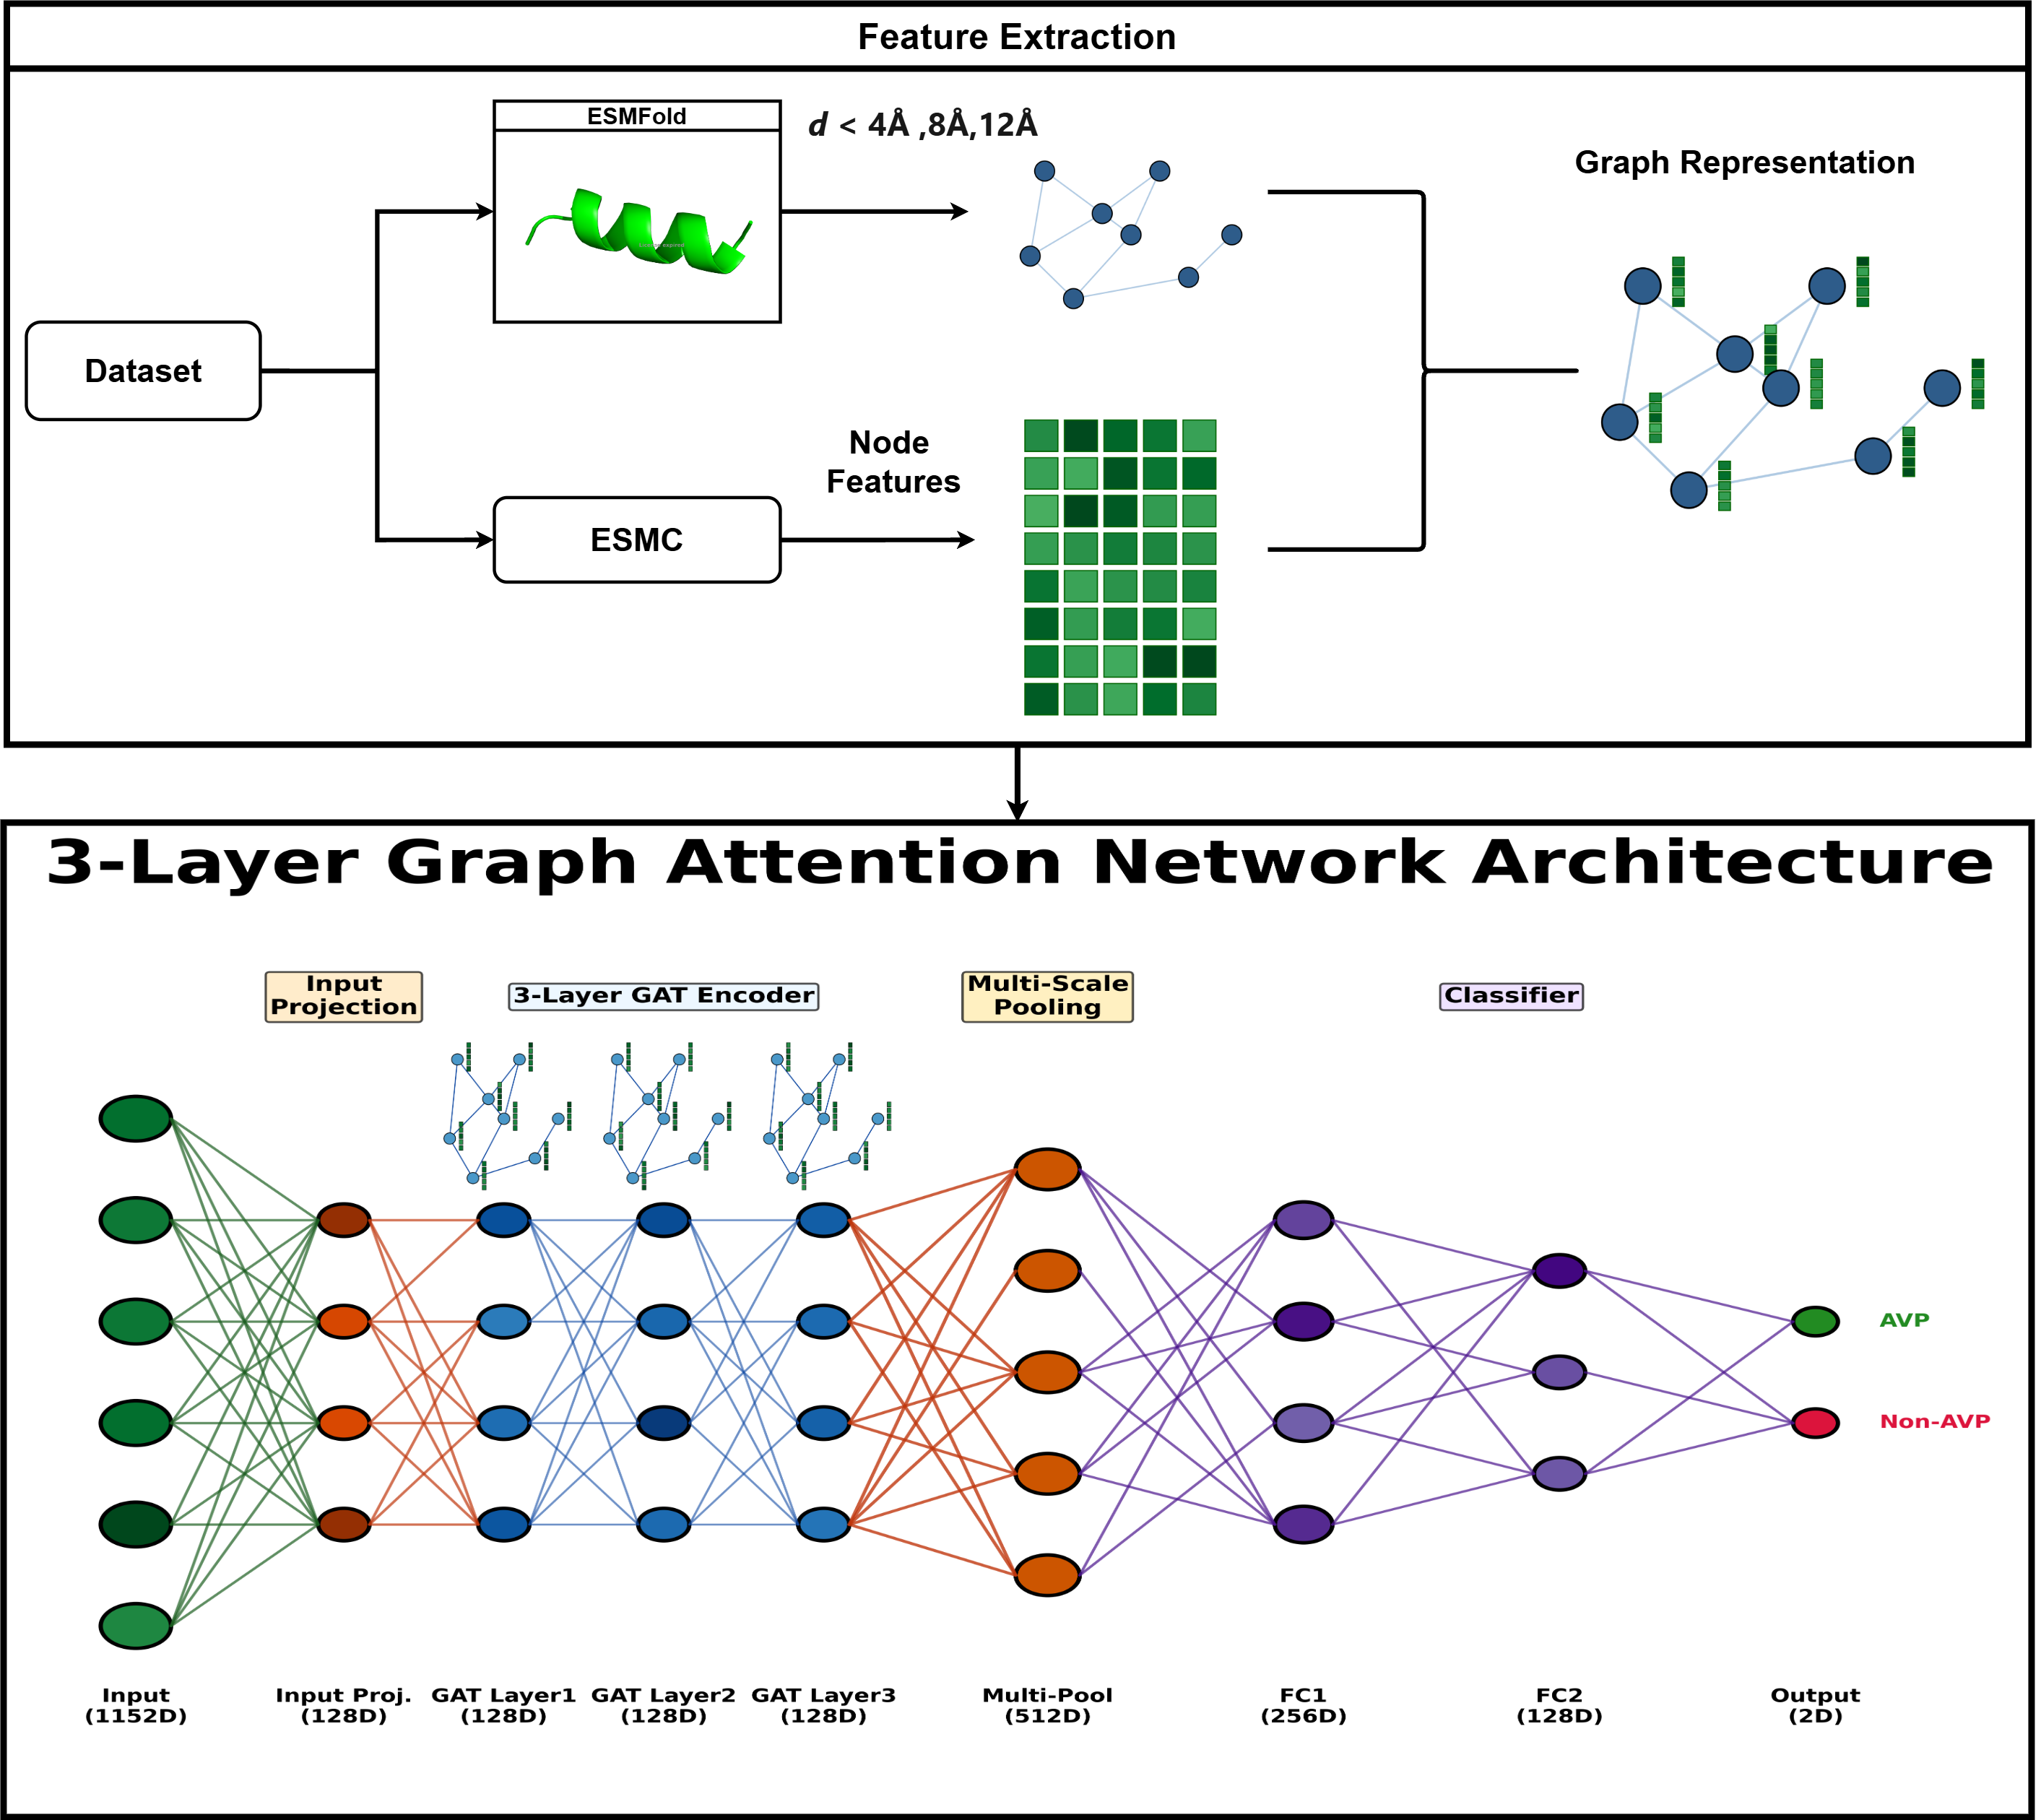 Feature Extraction
ESMFold
d < 4Å ,8Å,12Å
Graph Representation
Dataset
Node
Features
ESMC
3-Layer Graph Attention Network Architecture
Input
Projection
3-Layer GAT Encoder
Multi-Scale
Pooling
Classifier
AVP
Non-AVP
Input
(1152D)
Input Proj.
(128D)
GAT Layer1
(128D)
GAT Layer2
(128D)
GAT Layer3
(128D)
Multi-Pool
(512D)
FC1
(256D)
FC2
(128D)
Output
(2D)